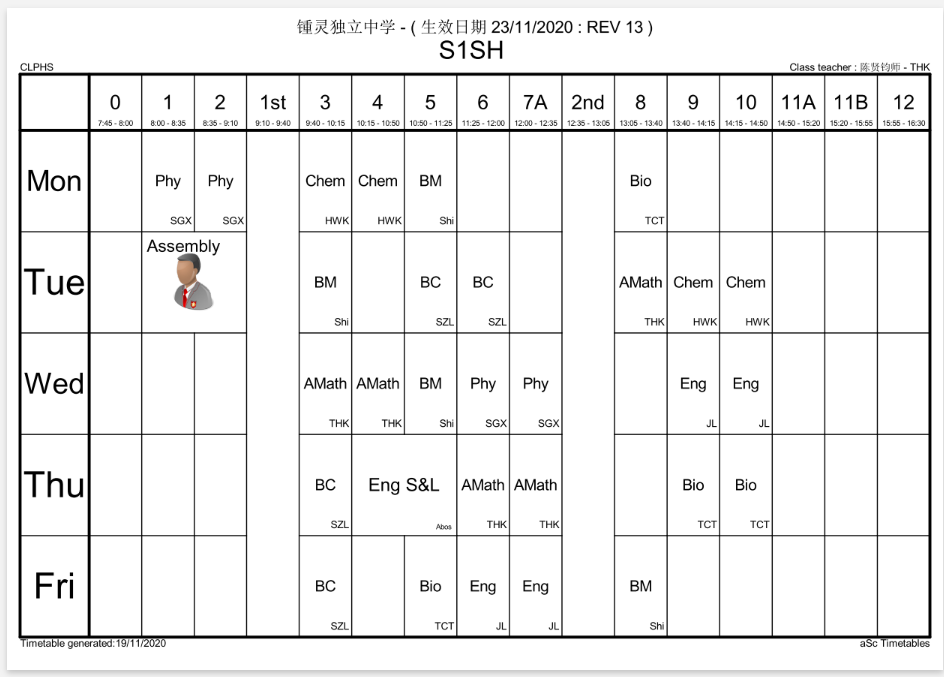 锺灵独立中学 - ( 生效日期 23/11/2020 : REV 13 )
S1SH
CLPHS Class teacher : 陈贤钧师 - THK
0 1 2 1st 3 4 5 6 7A 2nd 8 9 10 11A 11B 12
7:45 - 8:00 8:00 - 8:35 8:35 - 9:10 9:10 - 9:40 9:40 - 10:15 10:15 - 10:50 10:50 - 11:25 11:25 - 12:00 12:00 - 12:35 12:35 - 13:05 13:05 - 13:40 13:40 - 14:15 14:15 - 14:50 14:50 - 15:20 15:20 - 15:55 15:55 - 16:30
Mon Phy Phy Chem Chem BM Bio
SGX SGX HWK HWK Shi TCT
Assembly
Tue BM BC BC AMath Chem Chem
Shi SZL SZL THK HWK HWK
Wed AMath AMath BM Phy Phy Eng Eng
THK THK Shi SGX SGX JL JL
Thu BC Eng S&L AMath AMath Bio Bio
SZL Abos THK THK TCT TCT
Fri BC Bio Eng Eng BM
SZL TCT JL JL Shi
Timetable generated:19/11/2020 aSc Timetables